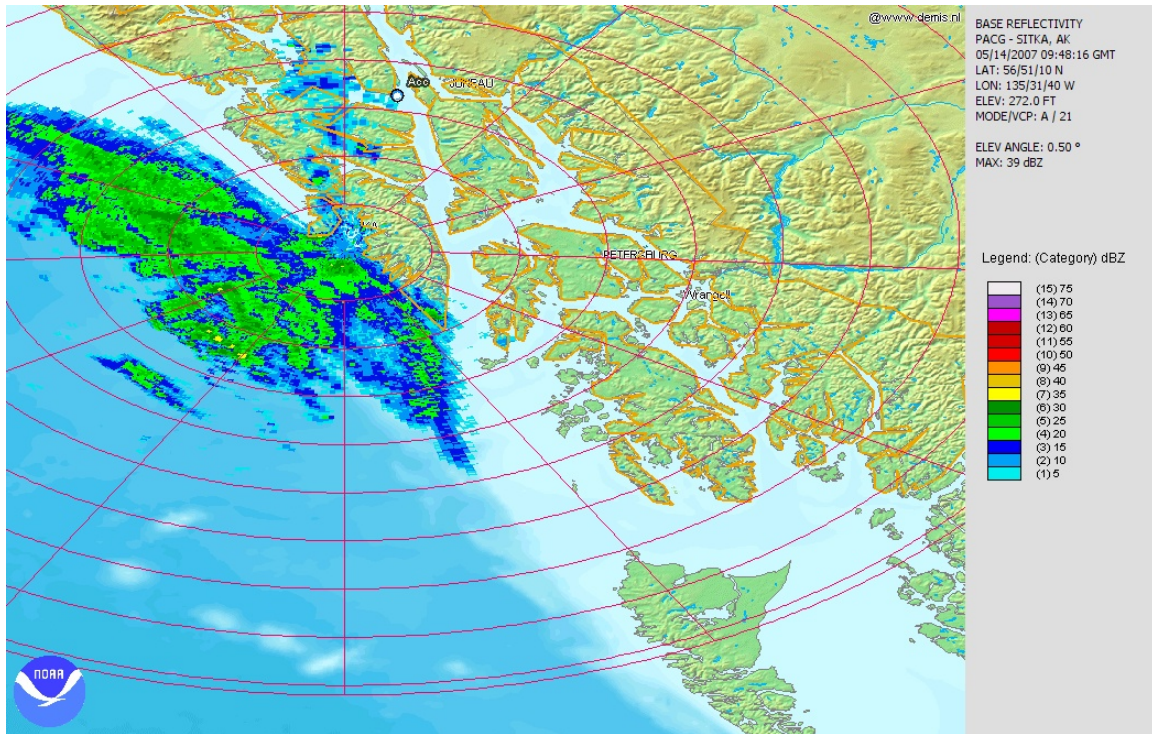 @www.demis.nl
Acc
JUNEAU
PETERSBURG
Wrangell
NOAA
BASE REFLECTIVITY
PACG - SITKA, AK
05/14/2007 09:48:16 GMT
LAT: 56/51/10 N
LON: 135/31/40 W
ELEV: 272.0 FT
MODE/VCP: A / 21
ELEV ANGLE: 0.50 °
MAX: 39 dBZ
Legend: (Category) dBZ
(15) 75
(14) 70
(13) 65
(12) 60
(11) 55
(10) 50
(9) 45
(8) 40
(7) 35
(6) 30
(5) 25
(4) 20
(3) 15
(2) 10
(1) 5